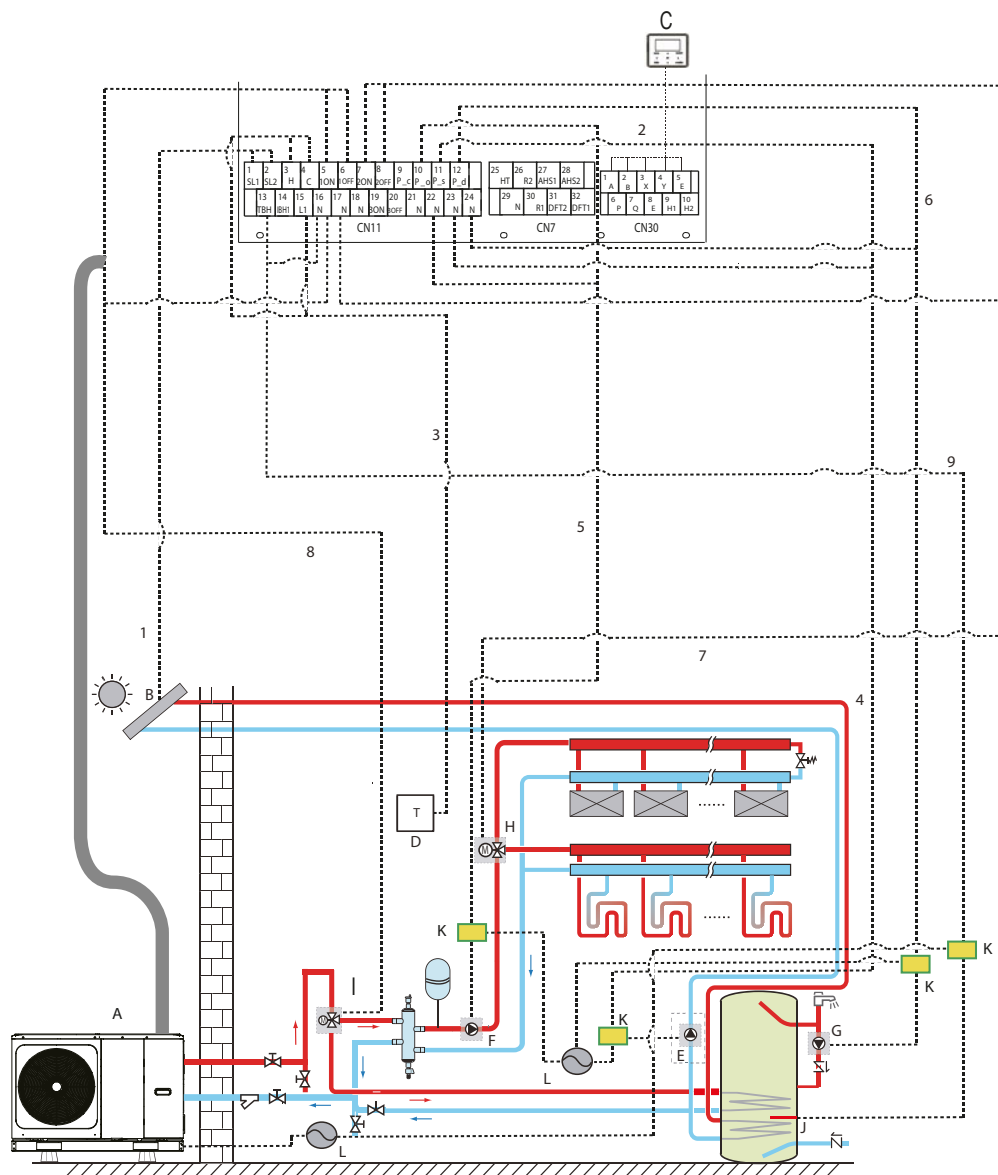 C
2
1 2 3 4 5 6 7 8 9 10 11 12
SL1 SL2 H C 1ON 1OFF 2ON 2OFF P_c P_o P_s P_d
13 14 15 16 17 18 19 20 21 22 23 24
TBH IBH1 L1 N N N 3ON 3OFF N N N N
CN11
25 26 27 28
HT R2 AHS1 AHS2
29 30 31 32
N R1 DFT2 DFT1
CN7
1 2 3 4 5
A B X Y E
6 7 8 9 10
P Q E H1 H2
CN30
6
3
9
5
8
1
7
B
4
T
D
H
K
K
K
I
A
F
K
E
G
L
J
L
M
M